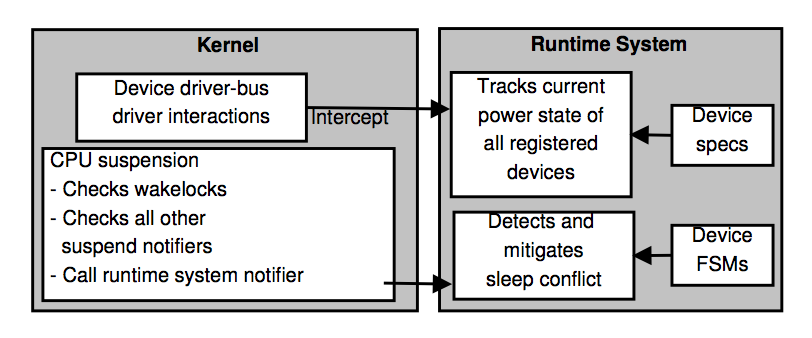 Kernel
Device driver-bus
driver interactions
Intercept
CPU suspension
- Checks wakelocks
- Checks all other
suspend notifiers
- Call runtime system notifier
Runtime System
Tracks current
power state of
all registered
devices
Device
specs
Detects and
mitigates
sleep conflict
Device
FSMs